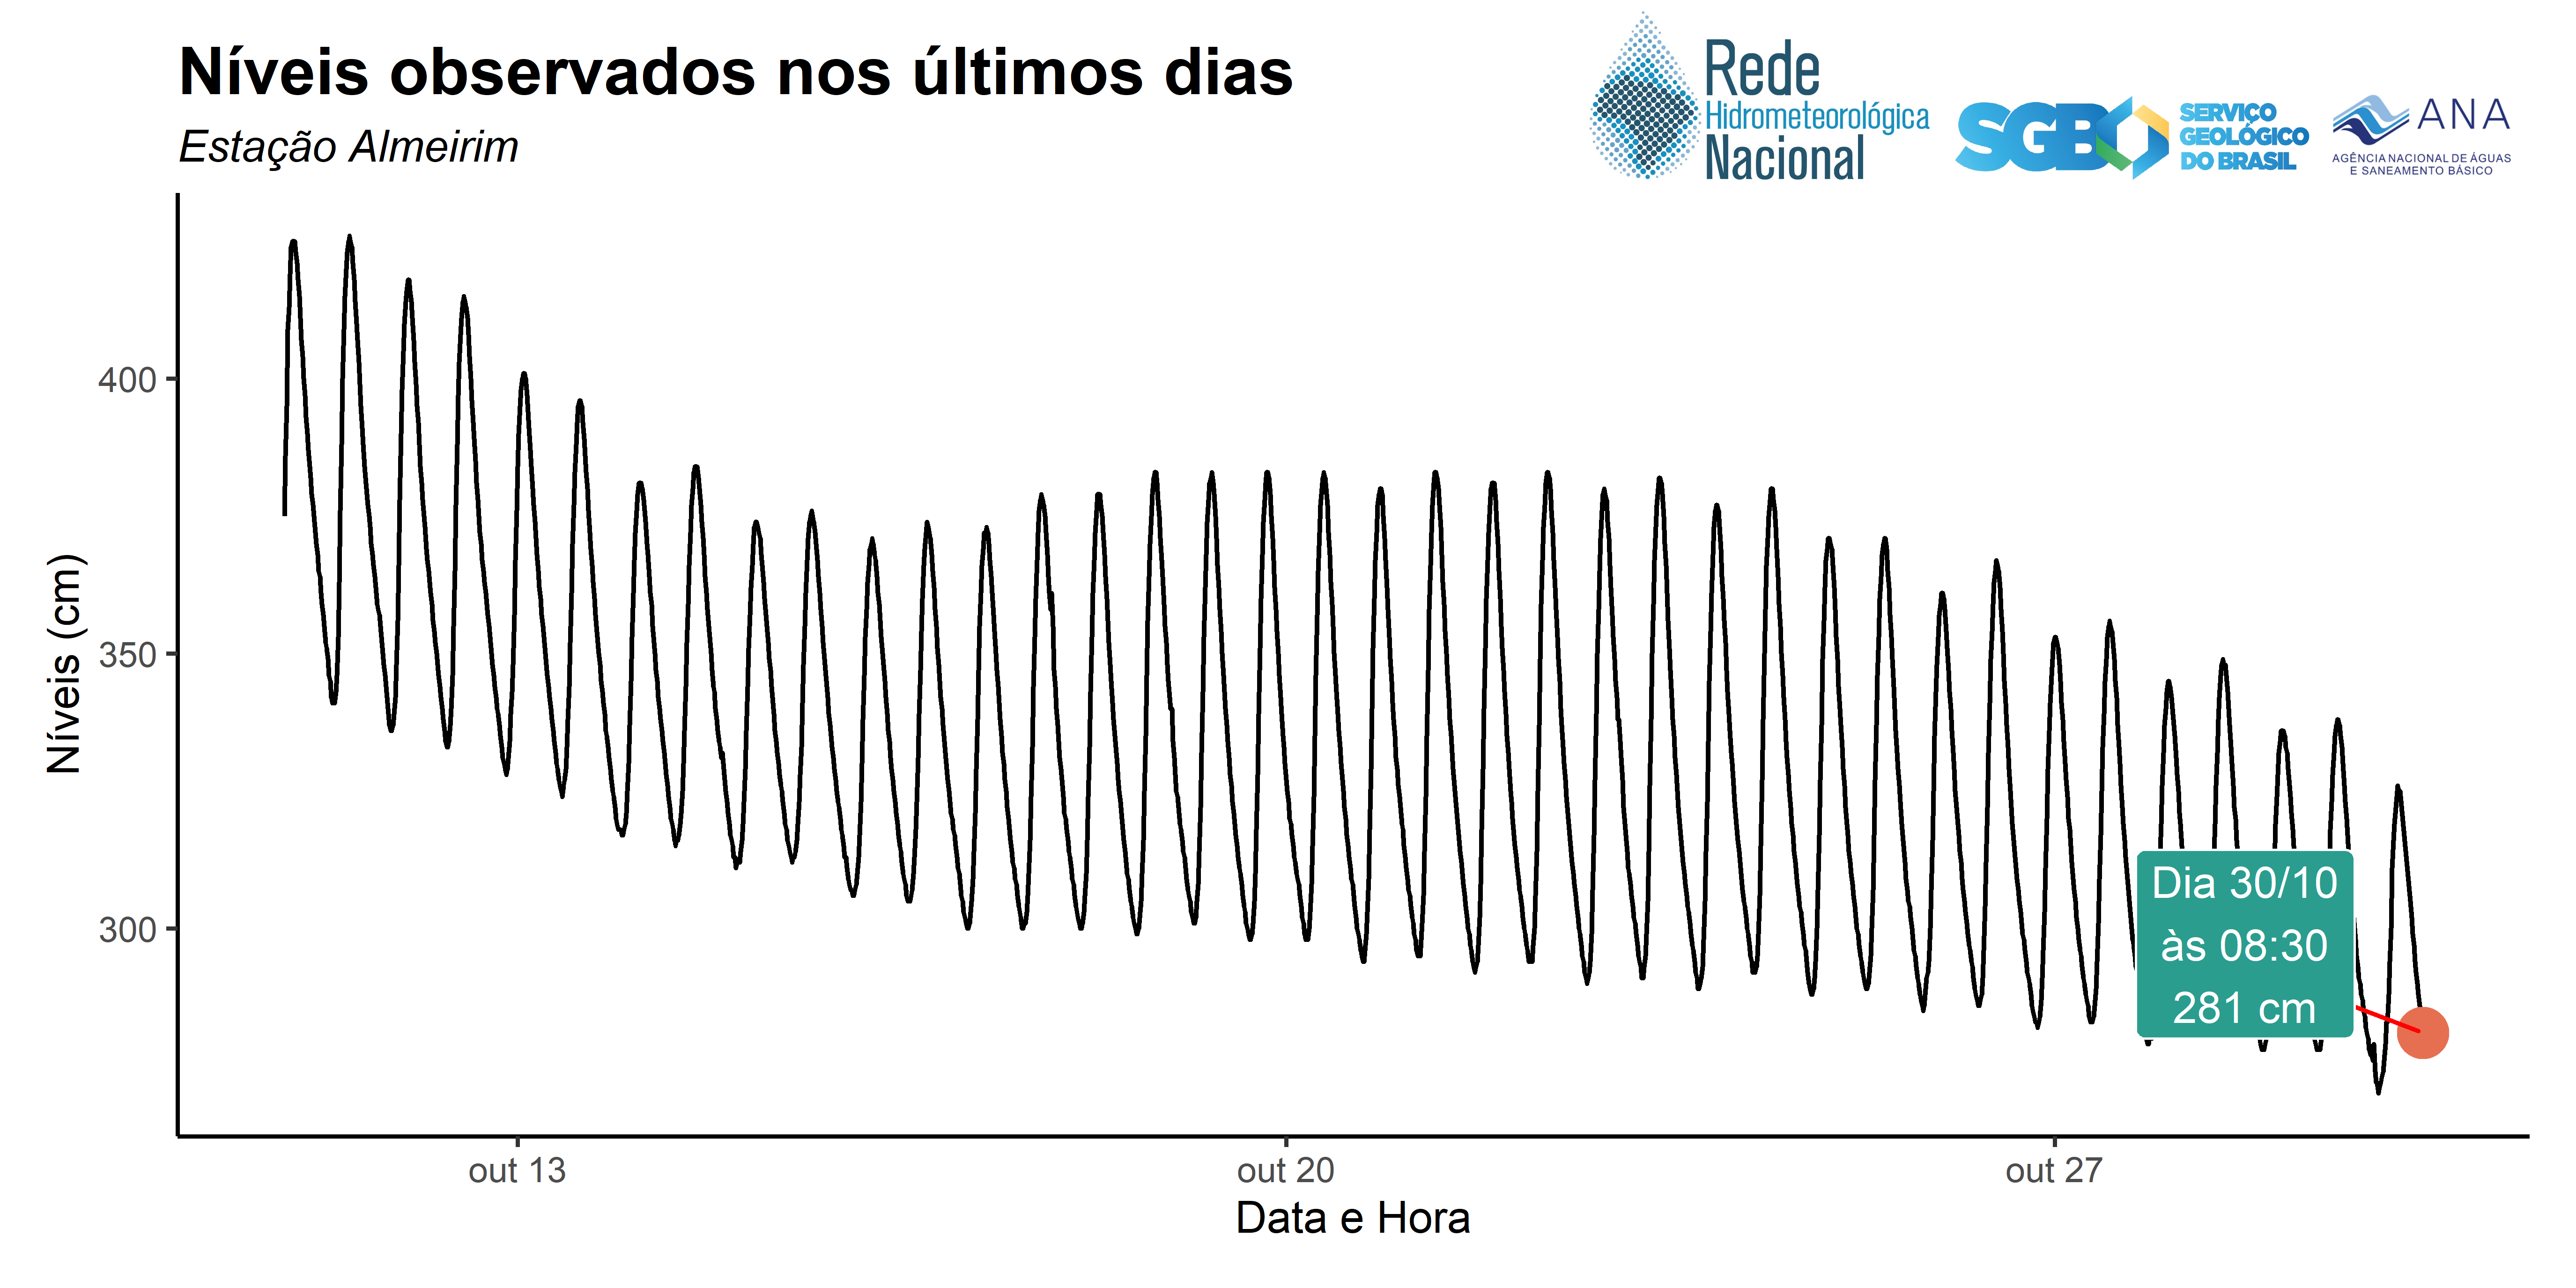 Níveis observados nos últimos dias
Estação Almeirim
Rede
Hidrometeorológica
Nacional
SGB
SERVIÇO
GEOLÓGICO
DO BRASIL
ANA
AGÊNCIA NACIONAL DE ÁGUAS
E SANEAMENTO BÁSICO
Níveis (cm)
400
350
300
Dia 30/10
às 08:30
281 cm
out 13
out 20
out 27
Data e Hora